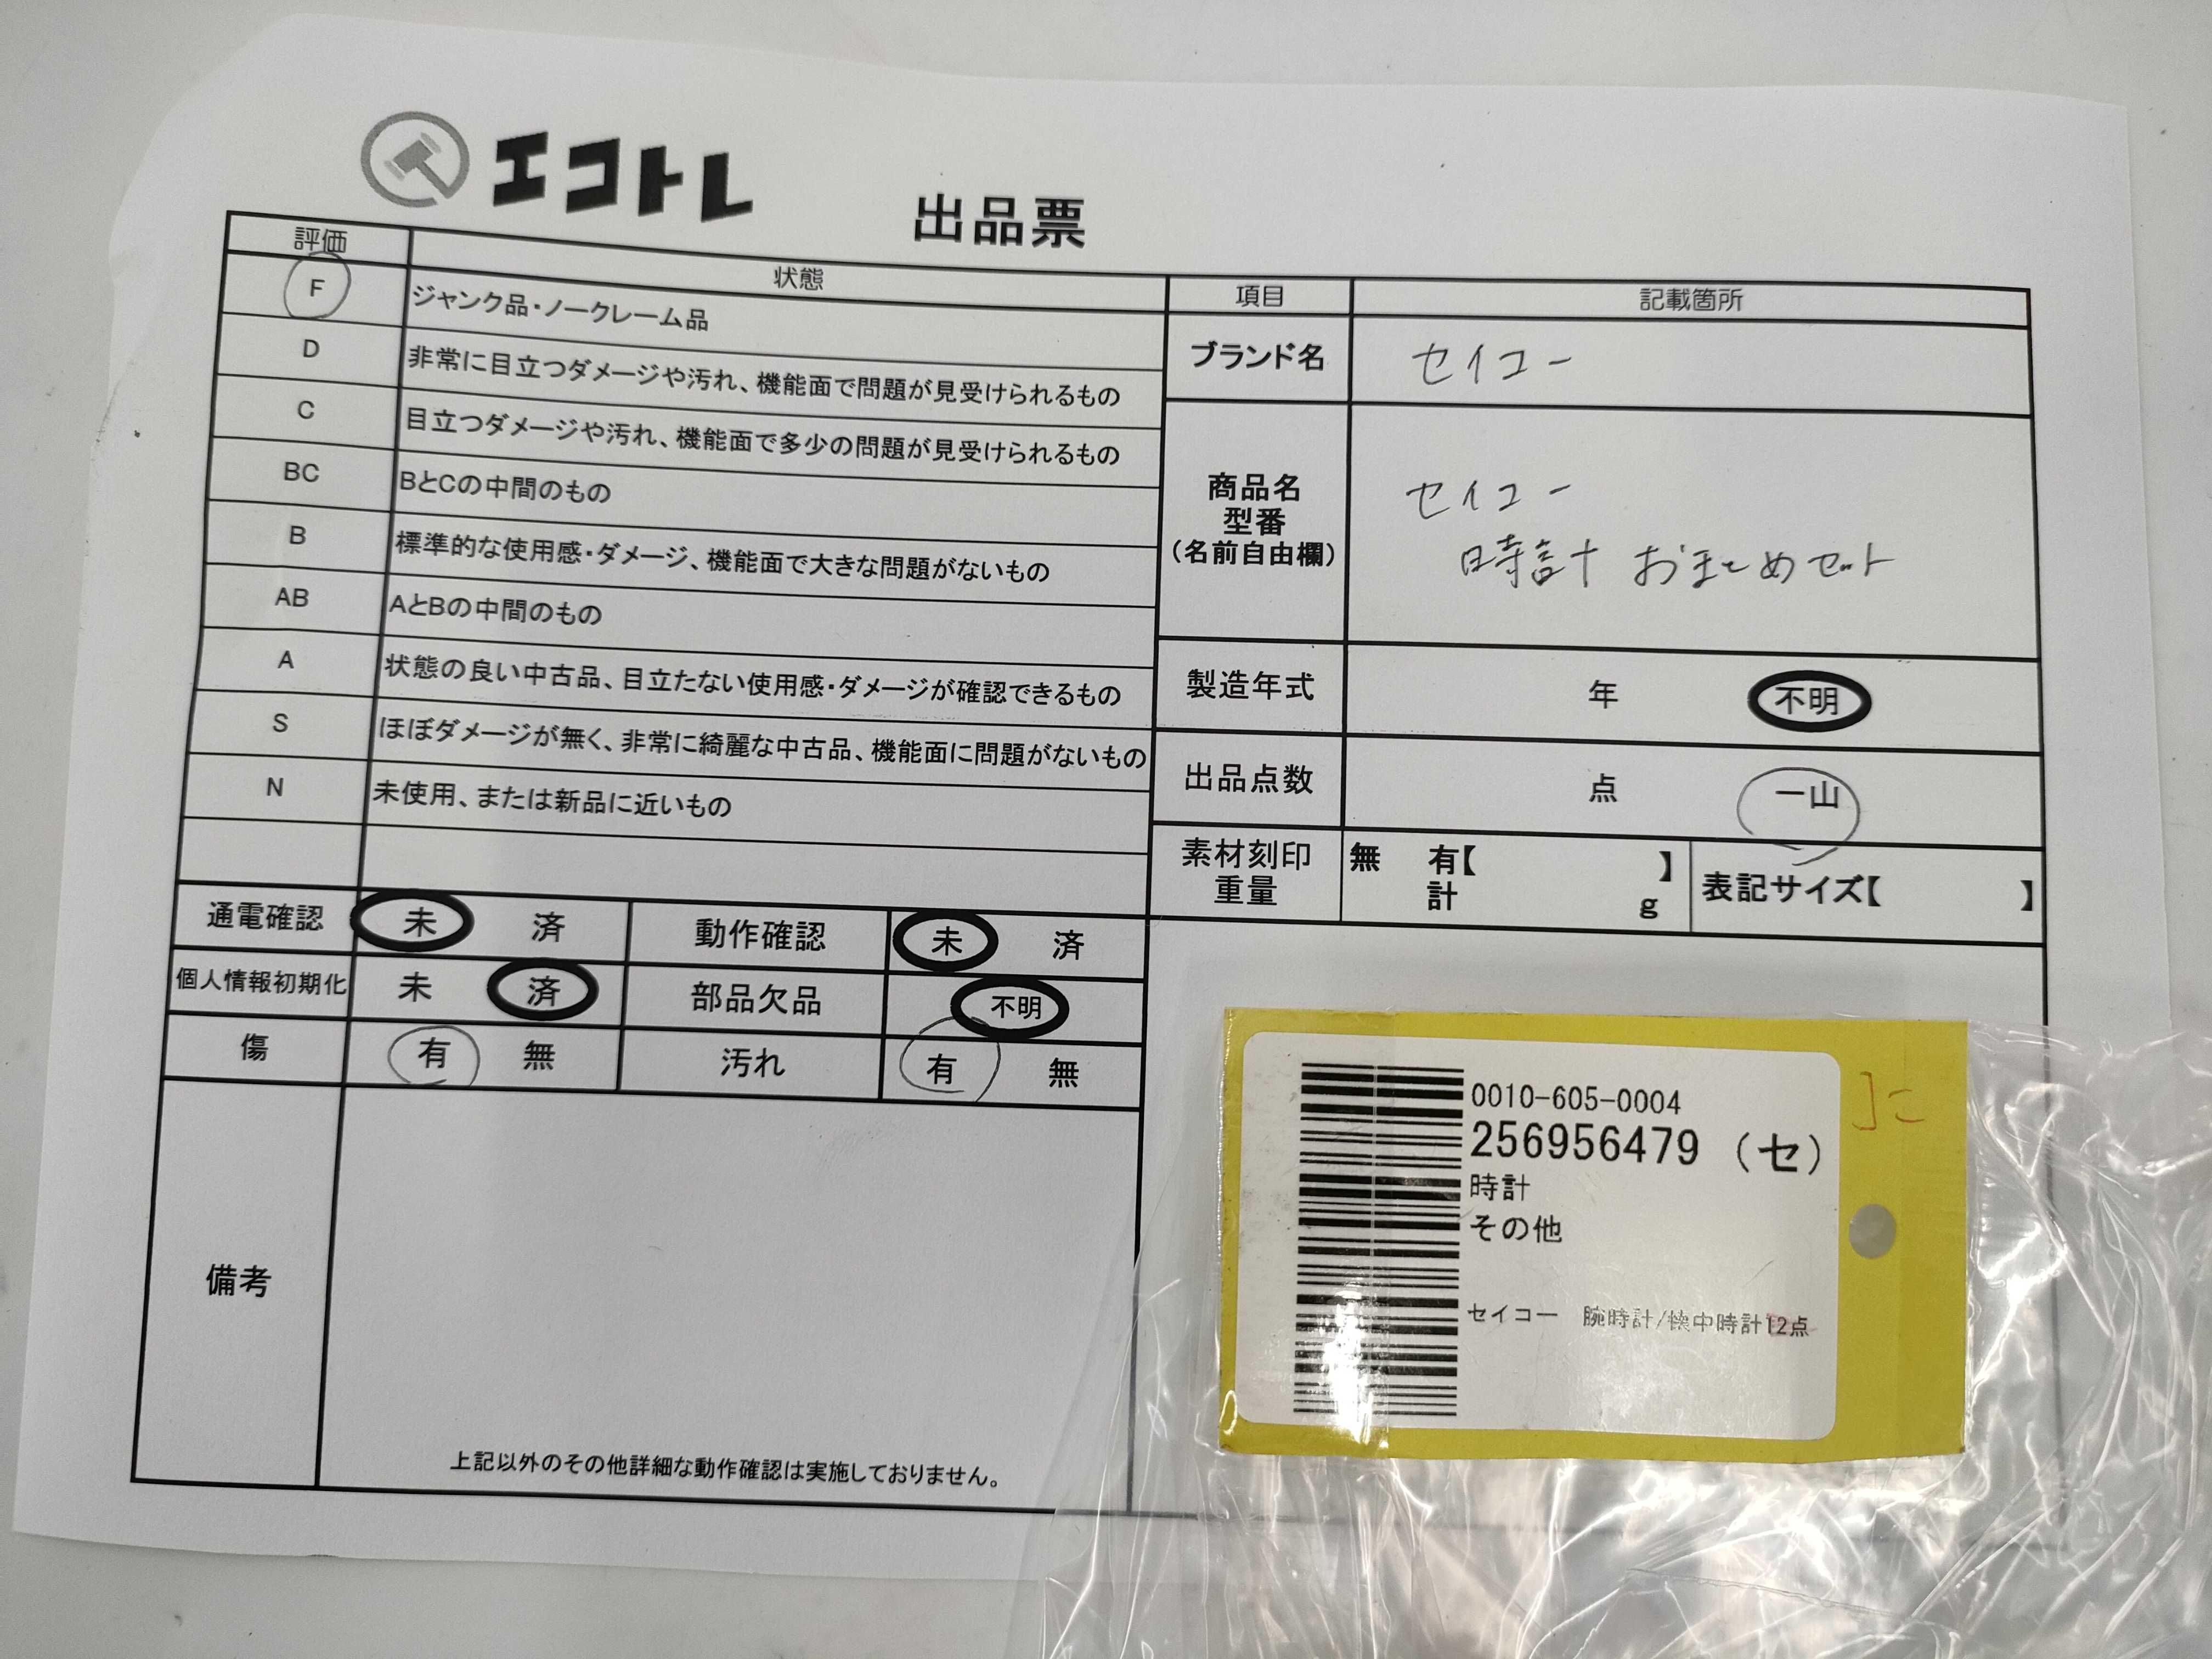 エコトレ
出品票
評価 状態
F ジャンク品・ノークレーム品
D 非常に目立つダメージや汚れ、機能面で問題が見受けられるもの
C 目立つダメージや汚れ、機能面で多少の問題が見受けられるもの
BC BとCの中間のもの
B 標準的な使用感・ダメージ、機能面で大きな問題がないもの
AB AとBの中間のもの
A 状態の良い中古品、目立たない使用感・ダメージが確認できるもの
S ほぼダメージが無く、非常に綺麗な中古品、機能面に問題がないもの
N 未使用、または新品に近いもの
項目 記載箇所
ブランド名 セイコー
商品名
型番
(名前自由欄)
セイコー
時計 おまとめセット
製造年式 年 不明
出品点数 点 一山
素材刻印
重量
無 有【 】
計 g
表記サイズ【 】
通電確認 未 済 動作確認 未 済
個人情報初期化 未 済 部品欠品 不明
傷 有 無 汚れ 有 無
備考
上記以外のその他詳細な動作確認は実施しておりません。
0010-605-0004
256956479 (セ)
時計
その他
セイコー 腕時計/懐中時計12点